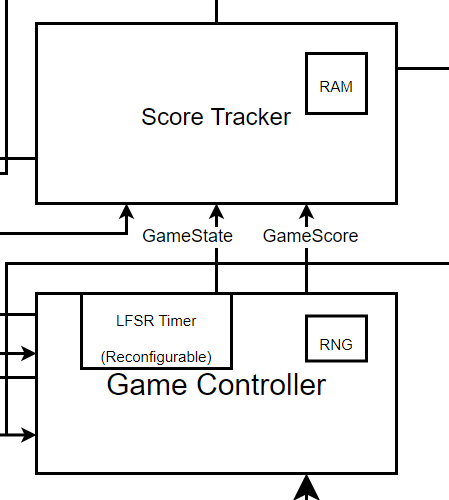 RAM
Score Tracker
GameState
GameScore
LFSR Timer
(Reconfigurable)
RNG
Game Controller